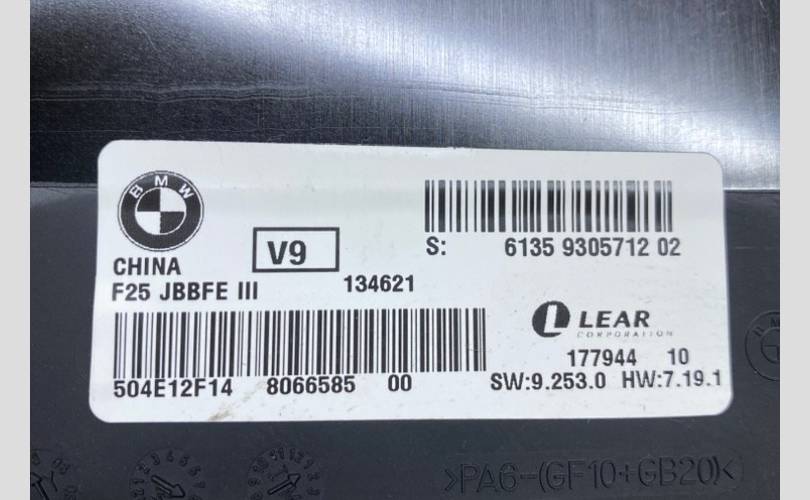 BMW
CHINA
V9
S: 6135 9305712 02
F25 JBBFE III 134621
LEAR
CORPORATION
504E12F14 8066585 00
177944 10
SW:9.253.0 HW:7.19.1
>PA6-(GF10+GB20)<